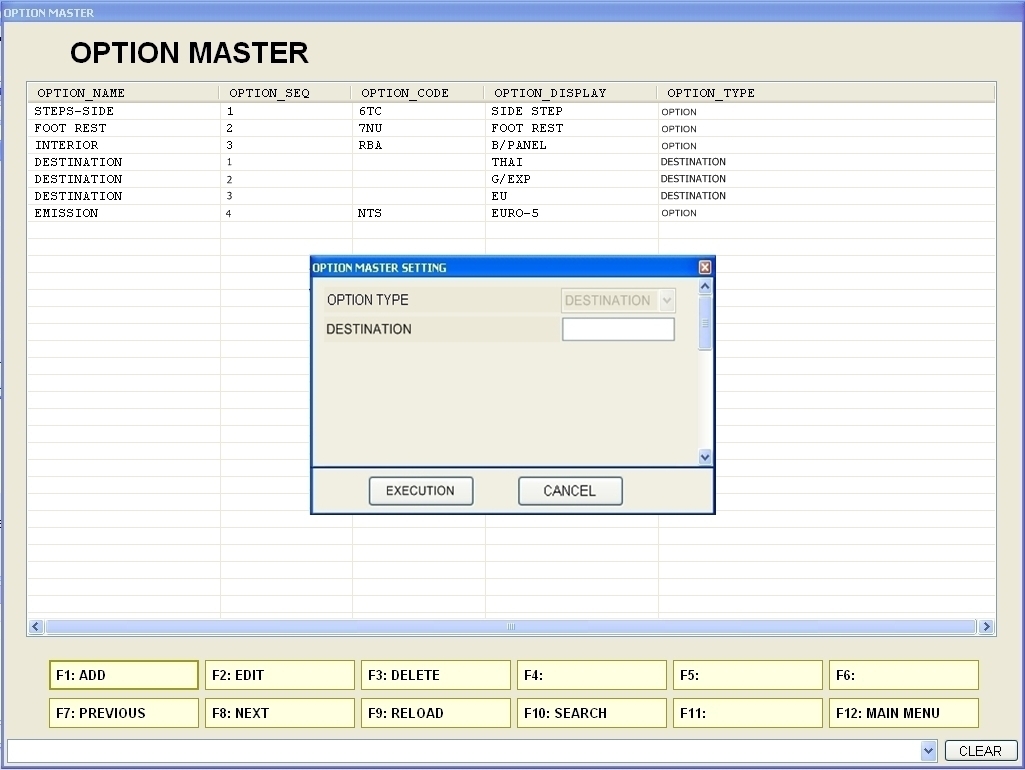 OPTION MASTER
OPTION MASTER
OPTION_NAME OPTION_SEQ OPTION_CODE OPTION_DISPLAY OPTION_TYPE
STEPS-SIDE 1 6TC SIDE STEP OPTION
FOOT REST 2 7NU FOOT REST OPTION
INTERIOR 3 RBA B/PANEL OPTION
DESTINATION 1 THAI DESTINATION
DESTINATION 2 G/EXP DESTINATION
DESTINATION 3 EU DESTINATION
EMISSION 4 NTS EURO-5 OPTION
OPTION MASTER SETTING
OPTION TYPE DESTINATION
DESTINATION
EXECUTION CANCEL
F1: ADD F2: EDIT F3: DELETE F4: F5: F6:
F7: PREVIOUS F8: NEXT F9: RELOAD F10: SEARCH F11: F12: MAIN MENU
CLEAR